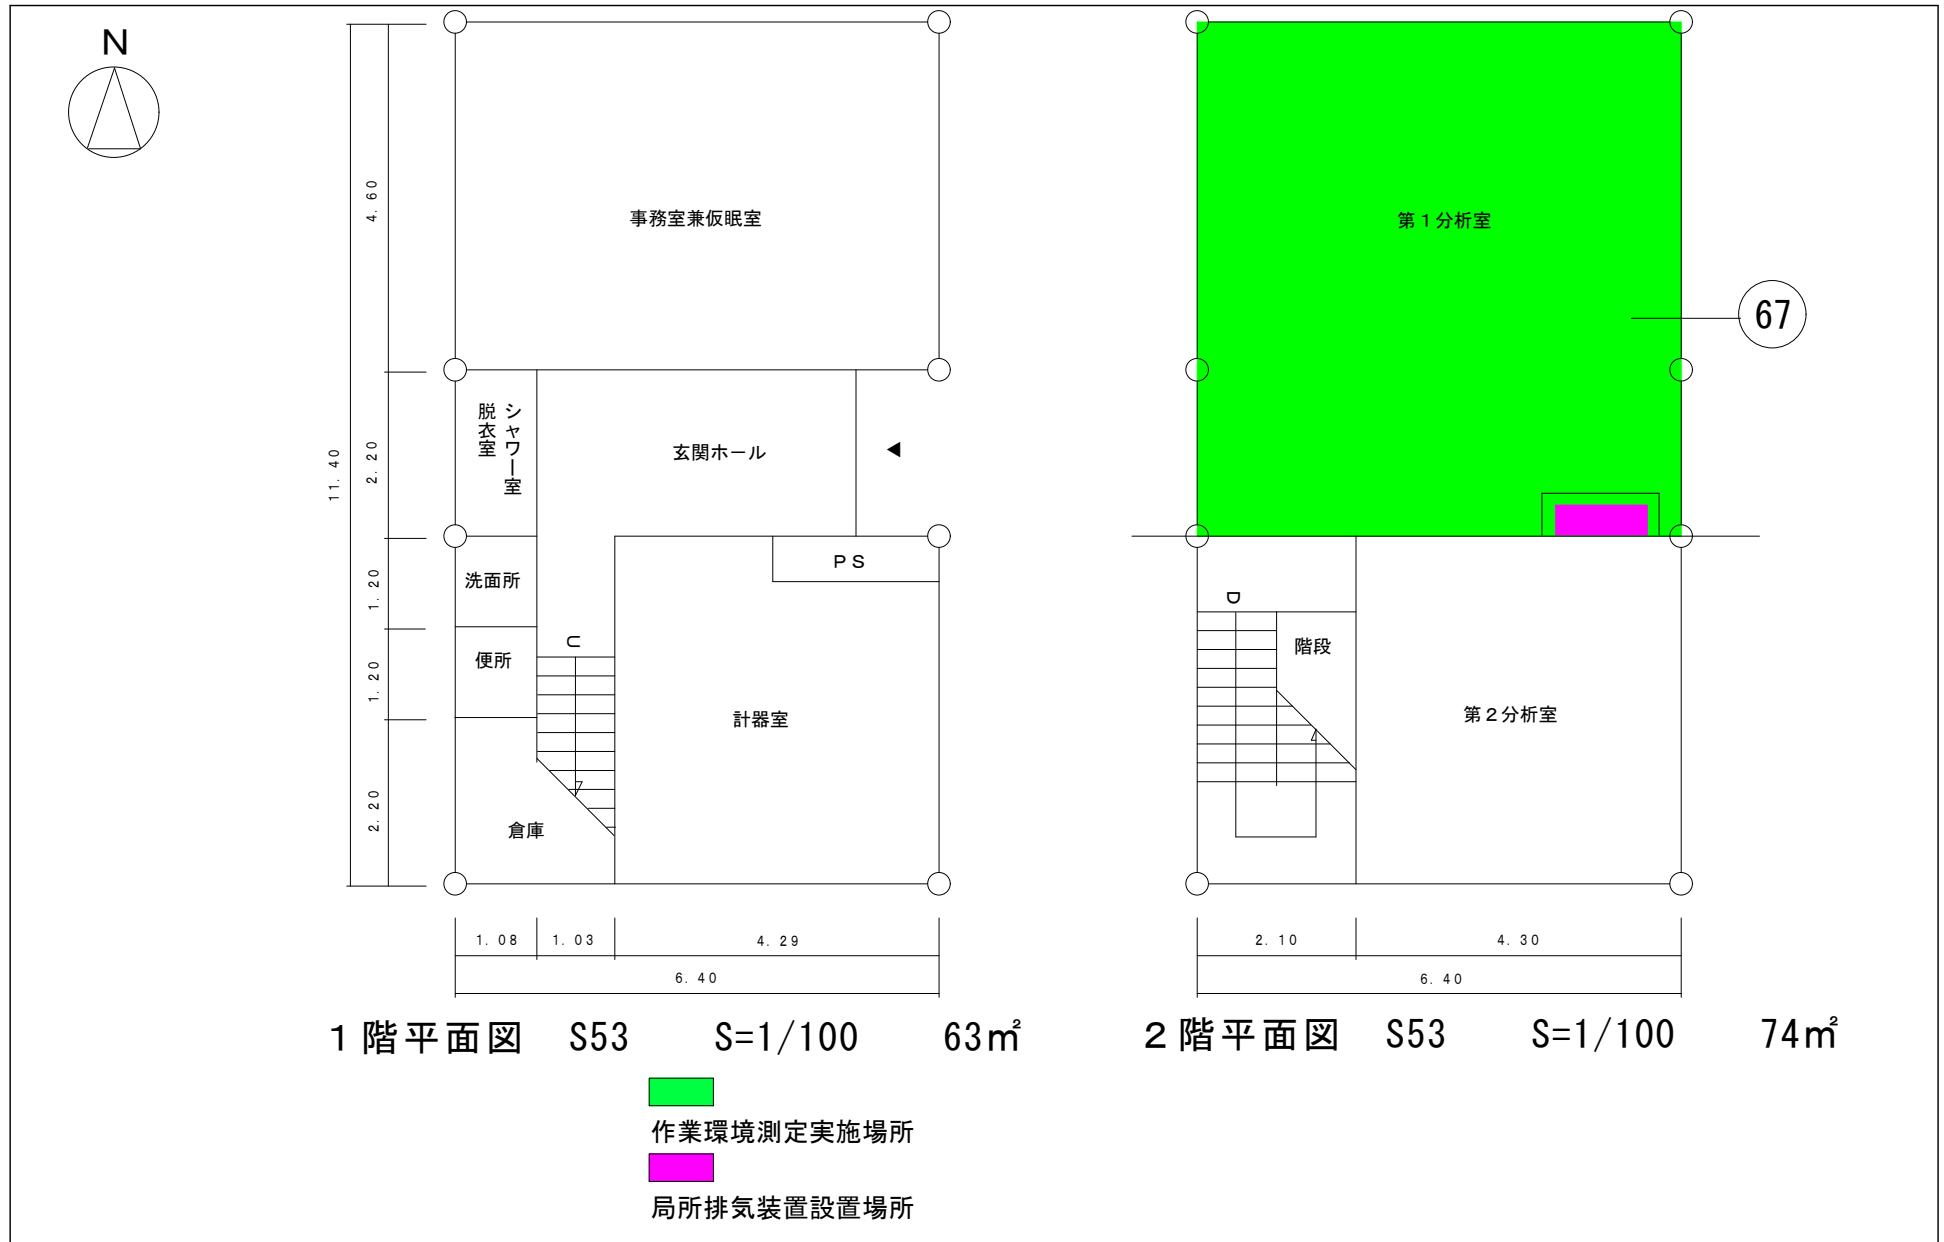 N
事務室兼仮眠室
シャワー室
脱衣室
玄関ホール
PS
洗面所
便所
U
計器室
倉庫
4.60
2.20
11.40
1.20
1.20
2.20
1.08
1.03
4.29
6.40
第1分析室
67
D
階段
第2分析室
2.10
4.30
6.40
1階平面図 S53 S=1/100 63㎡
2階平面図 S53 S=1/100 74㎡
作業環境測定実施場所
局所排気装置設置場所